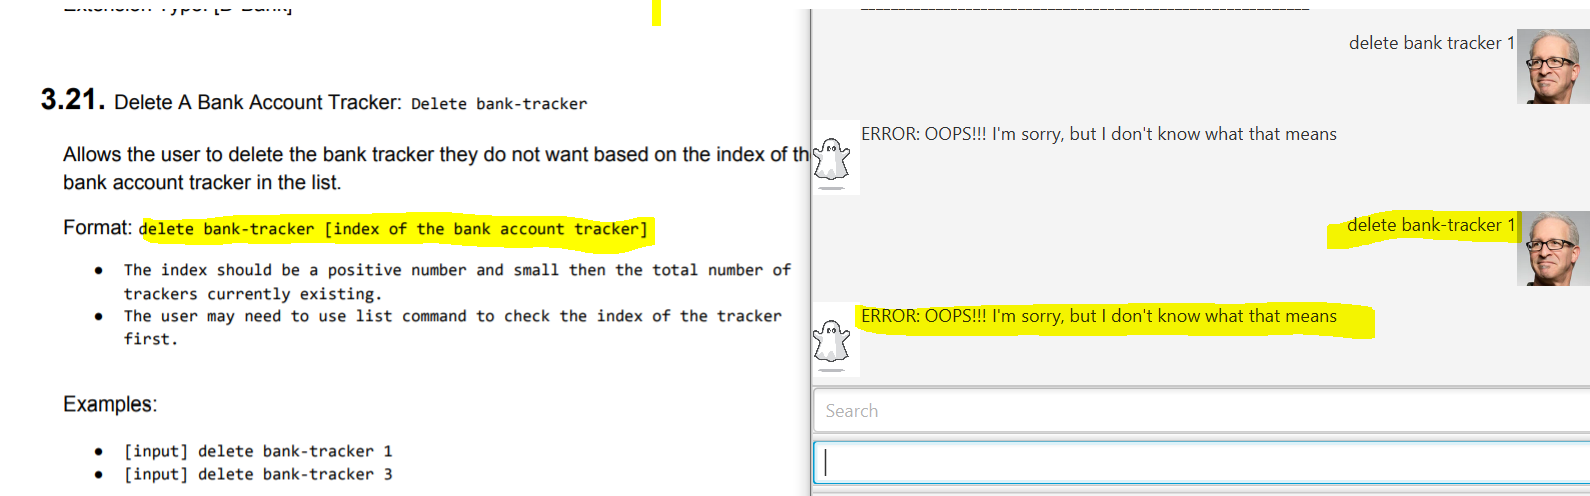 Extension Type: [D-Bank]
3.21. Delete A Bank Account Tracker: Delete bank-tracker
Allows the user to delete the bank tracker they do not want based on the index of th
bank account tracker in the list.
Format: delete bank-tracker [index of the bank account tracker]
● The index should be a positive number and small then the total number of
trackers currently existing.
● The user may need to use list command to check the index of the tracker
first.
Examples:
● [input] delete bank-tracker 1
● [input] delete bank-tracker 3
delete bank tracker 1
ERROR: OOPS!!! I'm sorry, but I don't know what that means
delete bank-tracker 1
ERROR: OOPS!!! I'm sorry, but I don't know what that means
Search